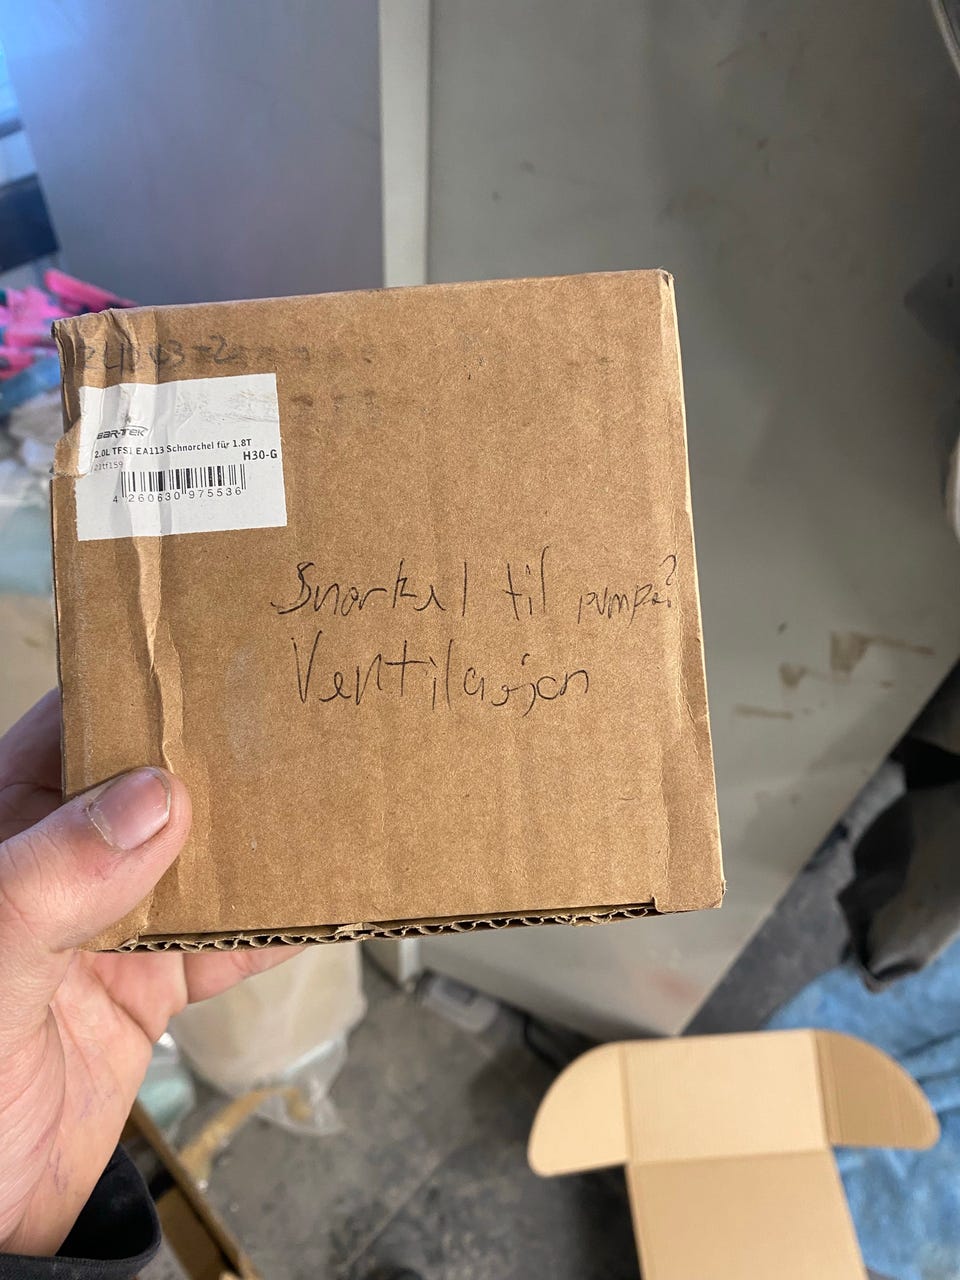 BAR-TEK
2.0L TFSI EA113 Schnorchel für 1.8T
H30-G
4 260630 975536
Snorkel til pumpe?
Ventilasjon